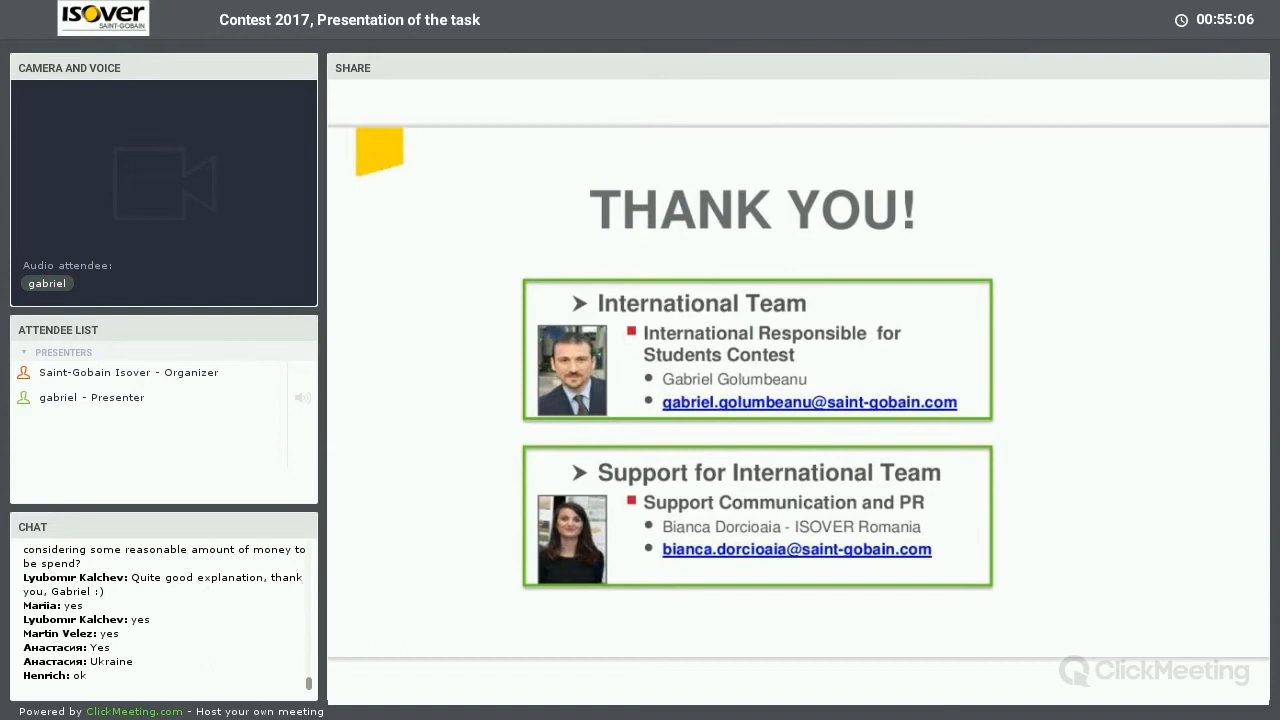 isover
SAINT-GOBAIN
Contest 2017, Presentation of the task
00:55:06
CAMERA AND VOICE
Audio attendee:
gabriel
ATTENDEE LIST
PRESENTERS
Saint-Gobain Isover - Organizer
gabriel - Presenter
CHAT
considering some reasonable amount of money to
be spend?
Lyubomır Kalchev: Quite good explanation, thank
you, Gabriel :)
Mariia: yes
Lyubomır Kalchev: yes
Martin Velez: yes
Анастасия: Yes
Анастасия: Ukraine
Henrich: ok
Powered by ClickMeeting.com - Host your own meeting
SHARE
THANK YOU!
International Team
International Responsible for
Students Contest
Gabriel Golumbeanu
gabriel.golumbeanu@saint-gobain.com
Support for International Team
Support Communication and PR
Bianca Dorcioaia - ISOVER Romania
bianca.dorcioaia@saint-gobain.com
ClickMeeting